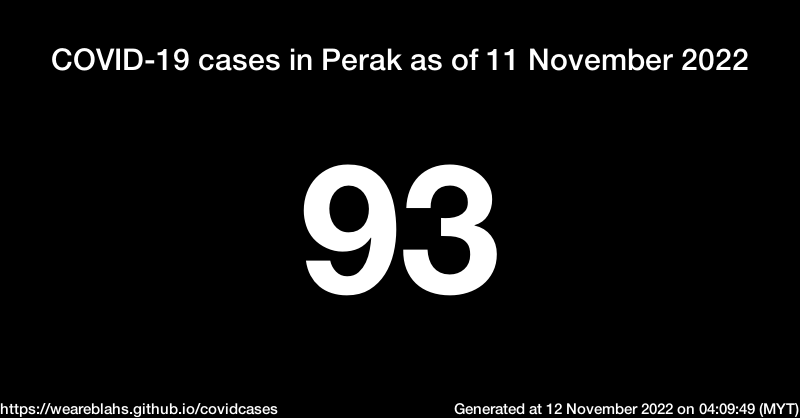 COVID-19 cases in Perak as of 11 November 2022
93
https://weareblahs.github.io/covidcases
Generated at 12 November 2022 on 04:09:49 (MYT)